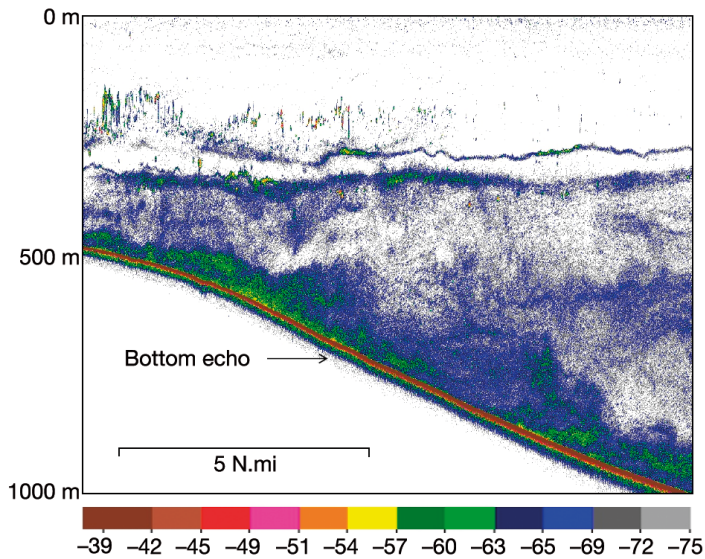 0 m
500 m
Bottom echo
5 N.mi
1000 m
–39 –42 –45 –49 –51 –54 –57 –60 –63 –65 –69 –72 –75